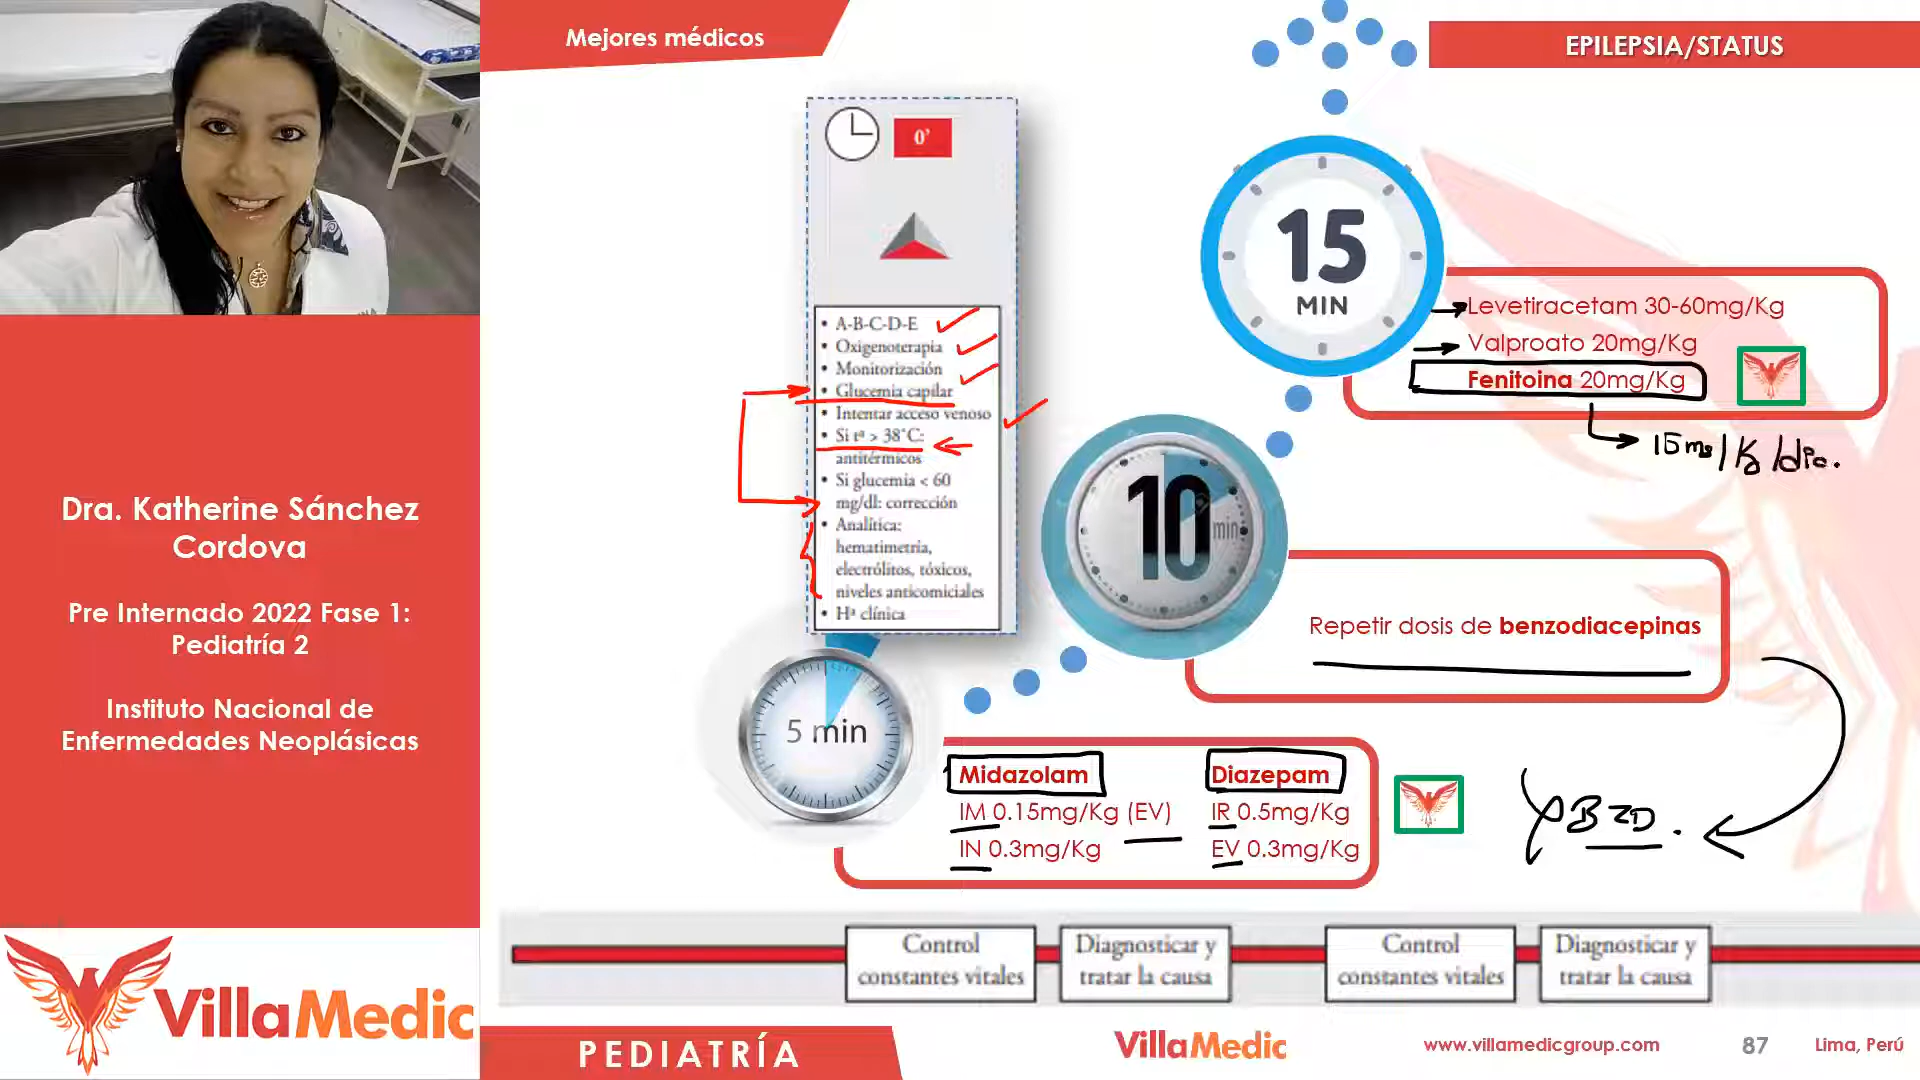 Mejores médicos
EPILEPSIA/STATUS
0'
A-B-C-D-E
Oxigenoterapia
Monitorización
Glucemia capilar
Intentar acceso venoso
Si tª > 38°C:
antitérmicos
Si glucemia < 60
mg/dl: corrección
Analítica:
hematimetría,
electrólitos, tóxicos,
niveles anticomiciales
Hª clínica
15
MIN
Levetiracetam 30-60mg/Kg
Valproato 20mg/Kg
Fenitoina 20mg/Kg
15mg/Kg/día.
10
min
Repetir dosis de benzodiacepinas
5 min
Midazolam
IM 0.15mg/Kg (EV)
IN 0.3mg/Kg
Diazepam
IR 0.5mg/Kg
EV 0.3mg/Kg
BZD.
Control
constantes vitales
Diagnosticar y
tratar la causa
Control
constantes vitales
Diagnosticar y
tratar la causa
Dra. Katherine Sánchez
Cordova
Pre Internado 2022 Fase 1:
Pediatría 2
Instituto Nacional de
Enfermedades Neoplásicas
VillaMedic
PEDIATRÍA
VillaMedic
www.villamedicgroup.com
87
Lima, Perú